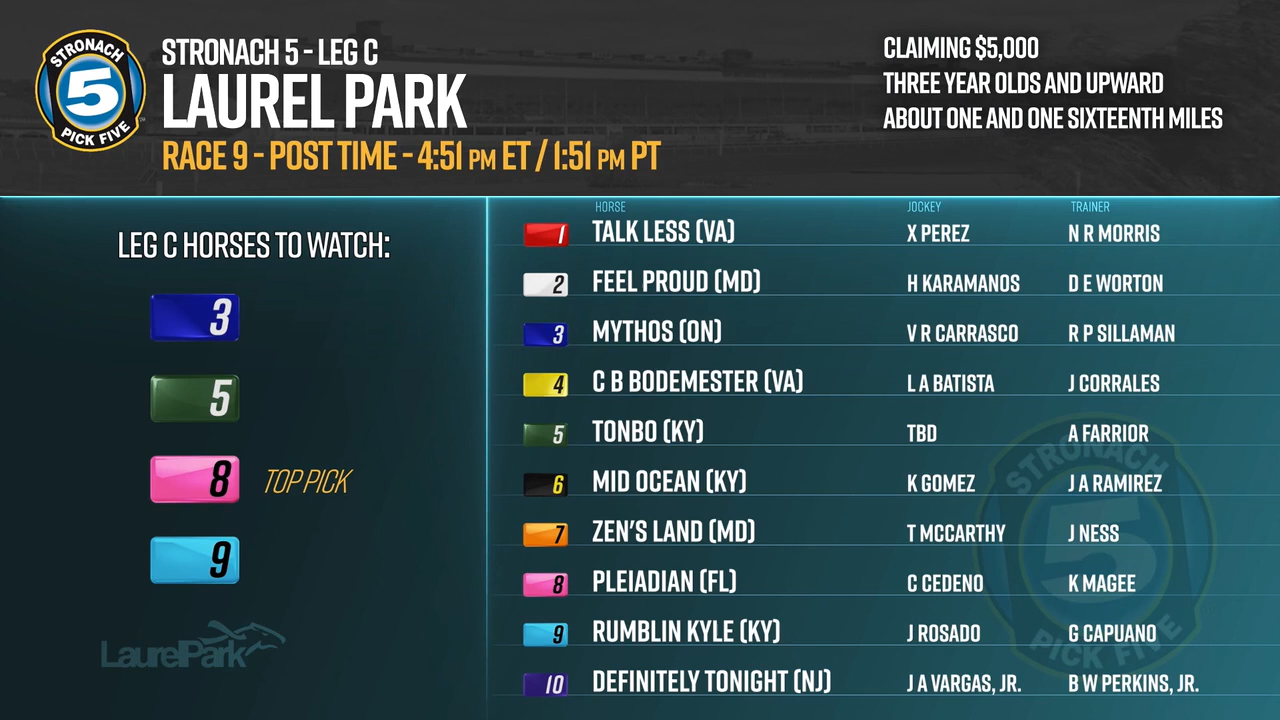 STRONACH
5
PICK FIVE
STRONACH 5 - LEG C
LAUREL PARK
RACE 9 - POST TIME - 4:51 PM ET / 1:51 PM PT
CLAIMING $5,000
THREE YEAR OLDS AND UPWARD
ABOUT ONE AND ONE SIXTEENTH MILES
LEG C HORSES TO WATCH:
3
5
8 TOP PICK
9
LaurelPark
HORSE JOCKEY TRAINER
1 TALK LESS (VA) X PEREZ N R MORRIS
2 FEEL PROUD (MD) H KARAMANOS D E WORTON
3 MYTHOS (ON) V R CARRASCO R P SILLAMAN
4 C B BODEMESTER (VA) L A BATISTA J CORRALES
5 TONBO (KY) TBD A FARRIOR
6 MID OCEAN (KY) K GOMEZ J A RAMIREZ
7 ZEN'S LAND (MD) T MCCARTHY J NESS
8 PLEIADIAN (FL) C CEDENO K MAGEE
9 RUMBLIN KYLE (KY) J ROSADO G CAPUANO
10 DEFINITELY TONIGHT (NJ) J A VARGAS, JR. B W PERKINS, JR.
STRONACH
5
PICK FIVE